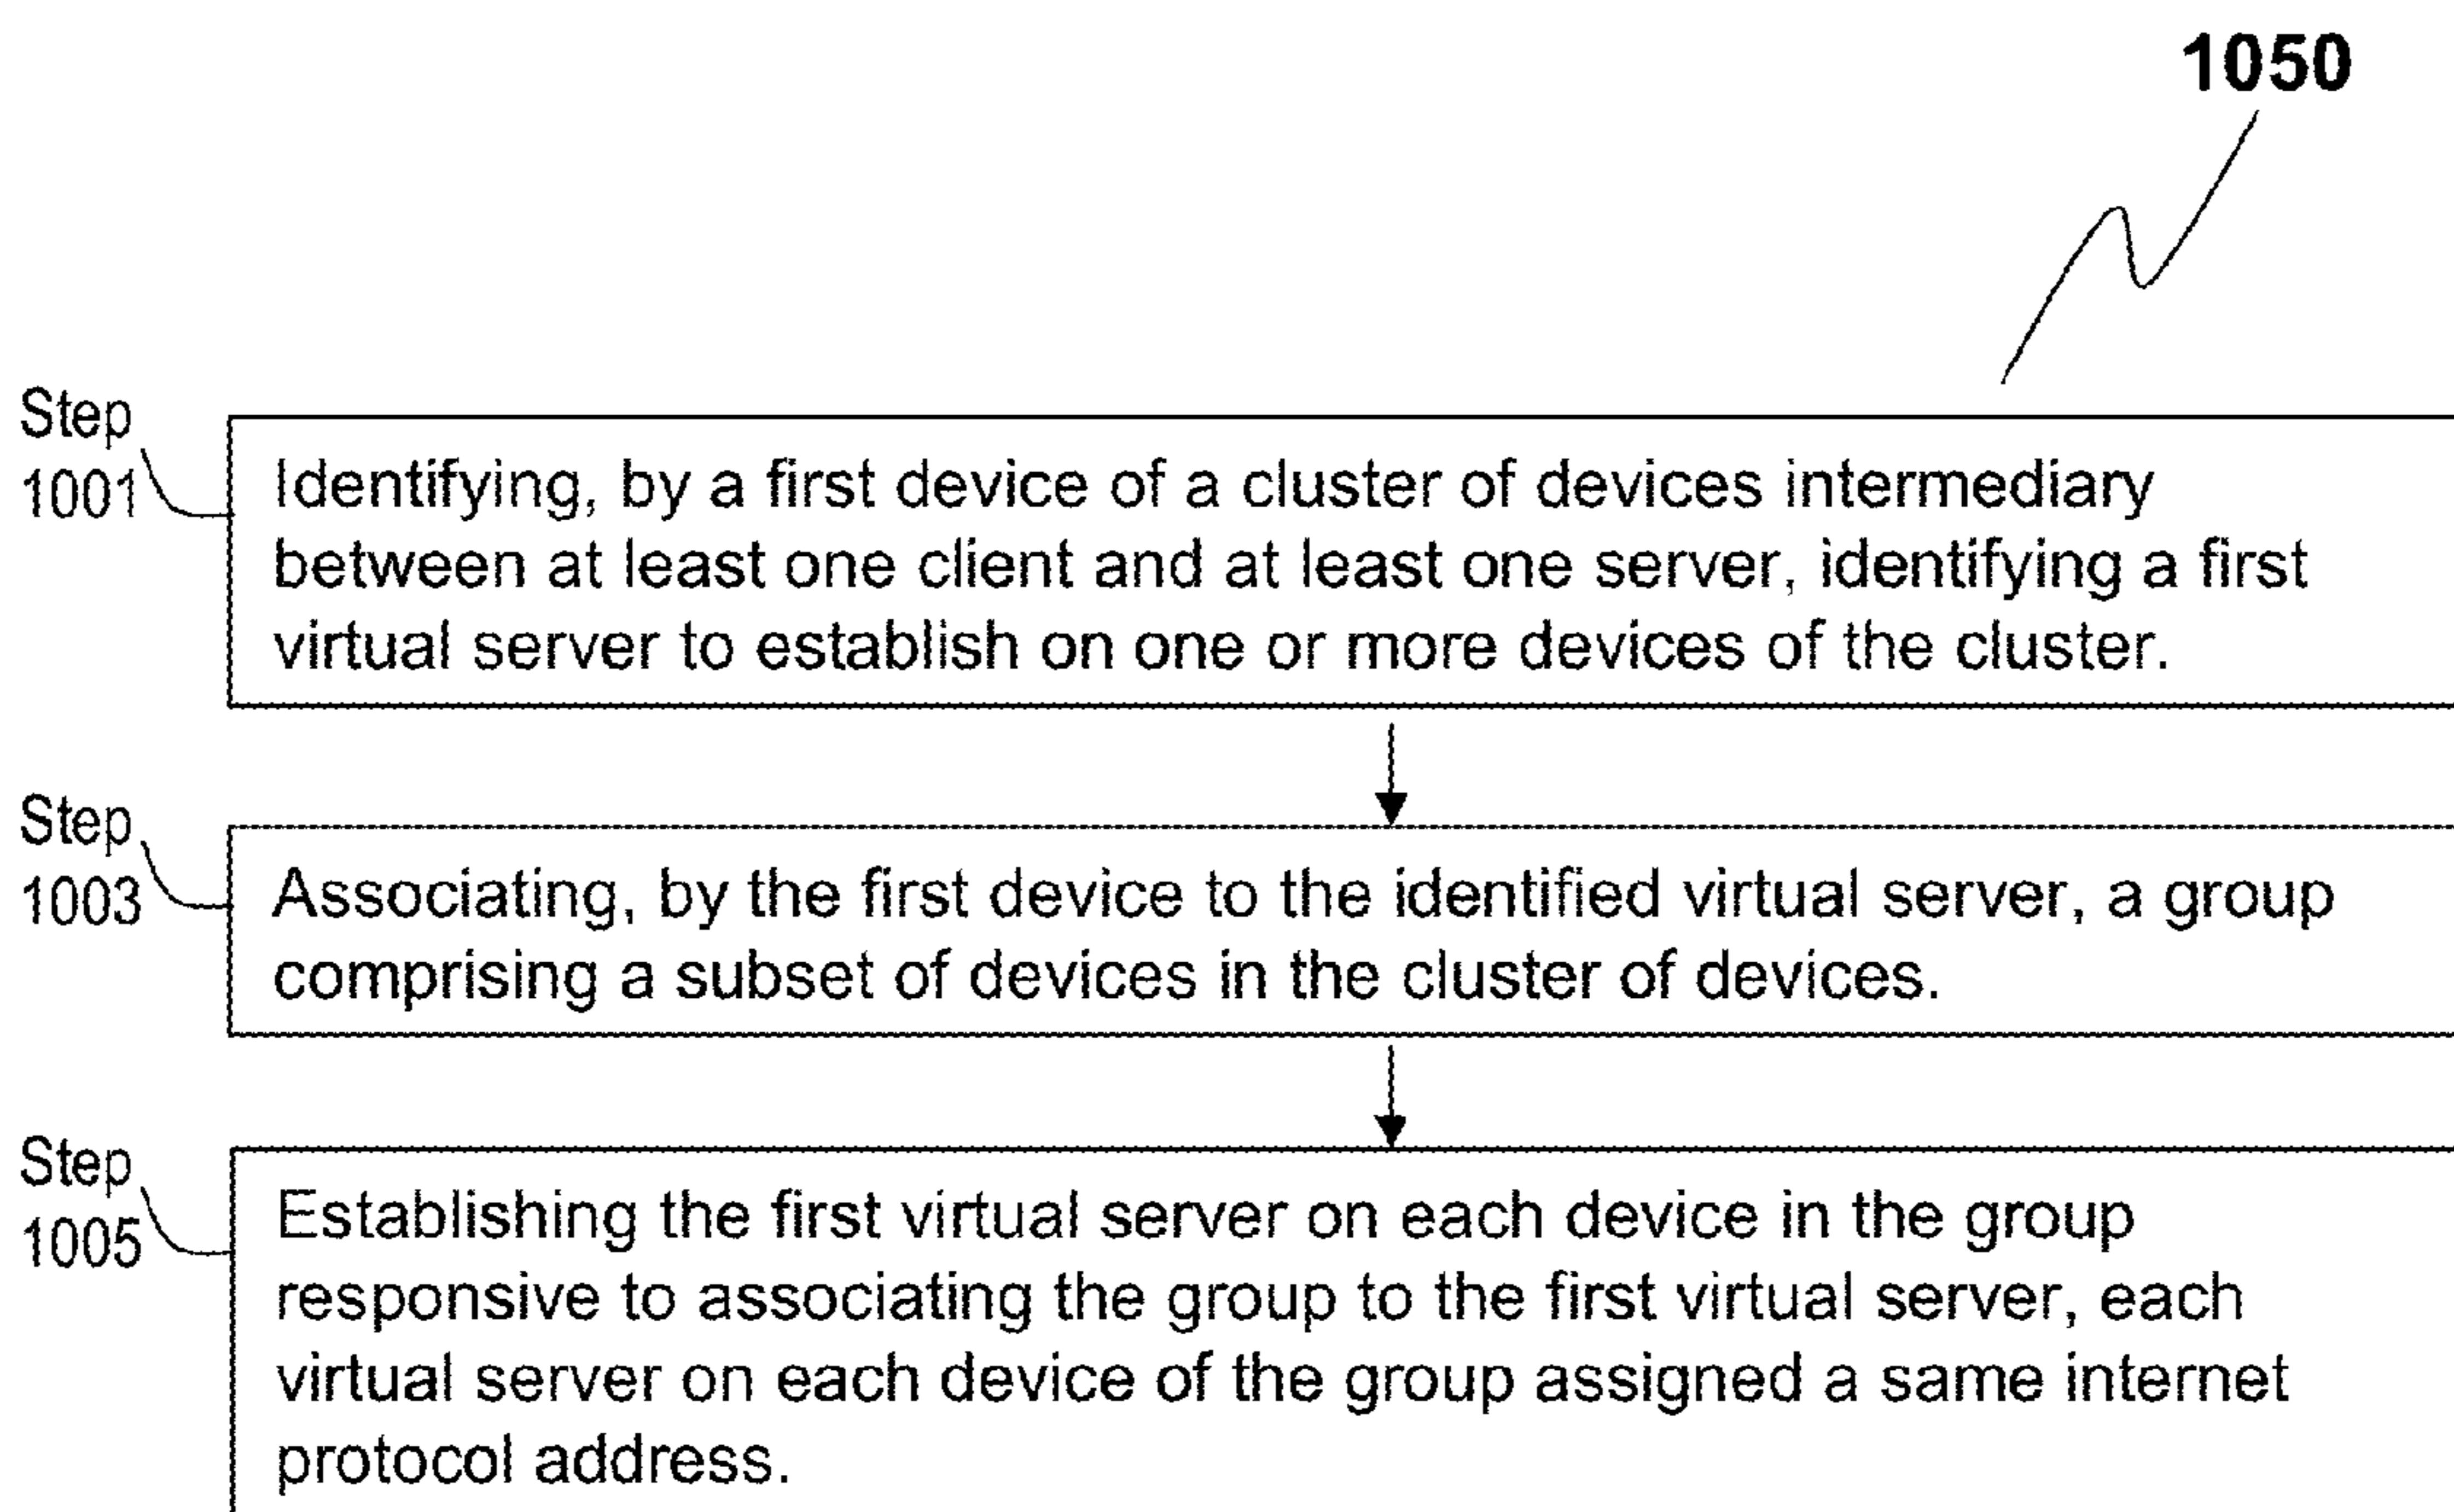 1050
Step
1001
Identifying, by a first device of a cluster of devices intermediary
between at least one client and at least one server, identifying a first
virtual server to establish on one or more devices of the cluster.
Step
1003
Associating, by the first device to the identified virtual server, a group
comprising a subset of devices in the cluster of devices.
Step
1005
Establishing the first virtual server on each device in the group
responsive to associating the group to the first virtual server, each
virtual server on each device of the group assigned a same internet
protocol address.